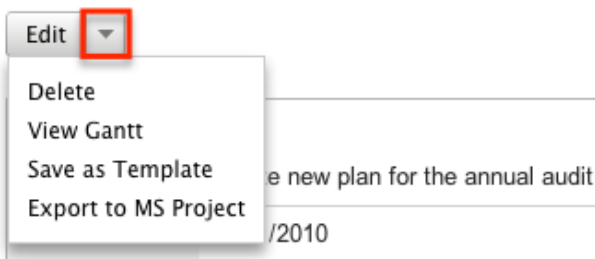 Edit
Delete
View Gantt
Save as Template
e new plan for the annual audit
Export to MS Project
/2010